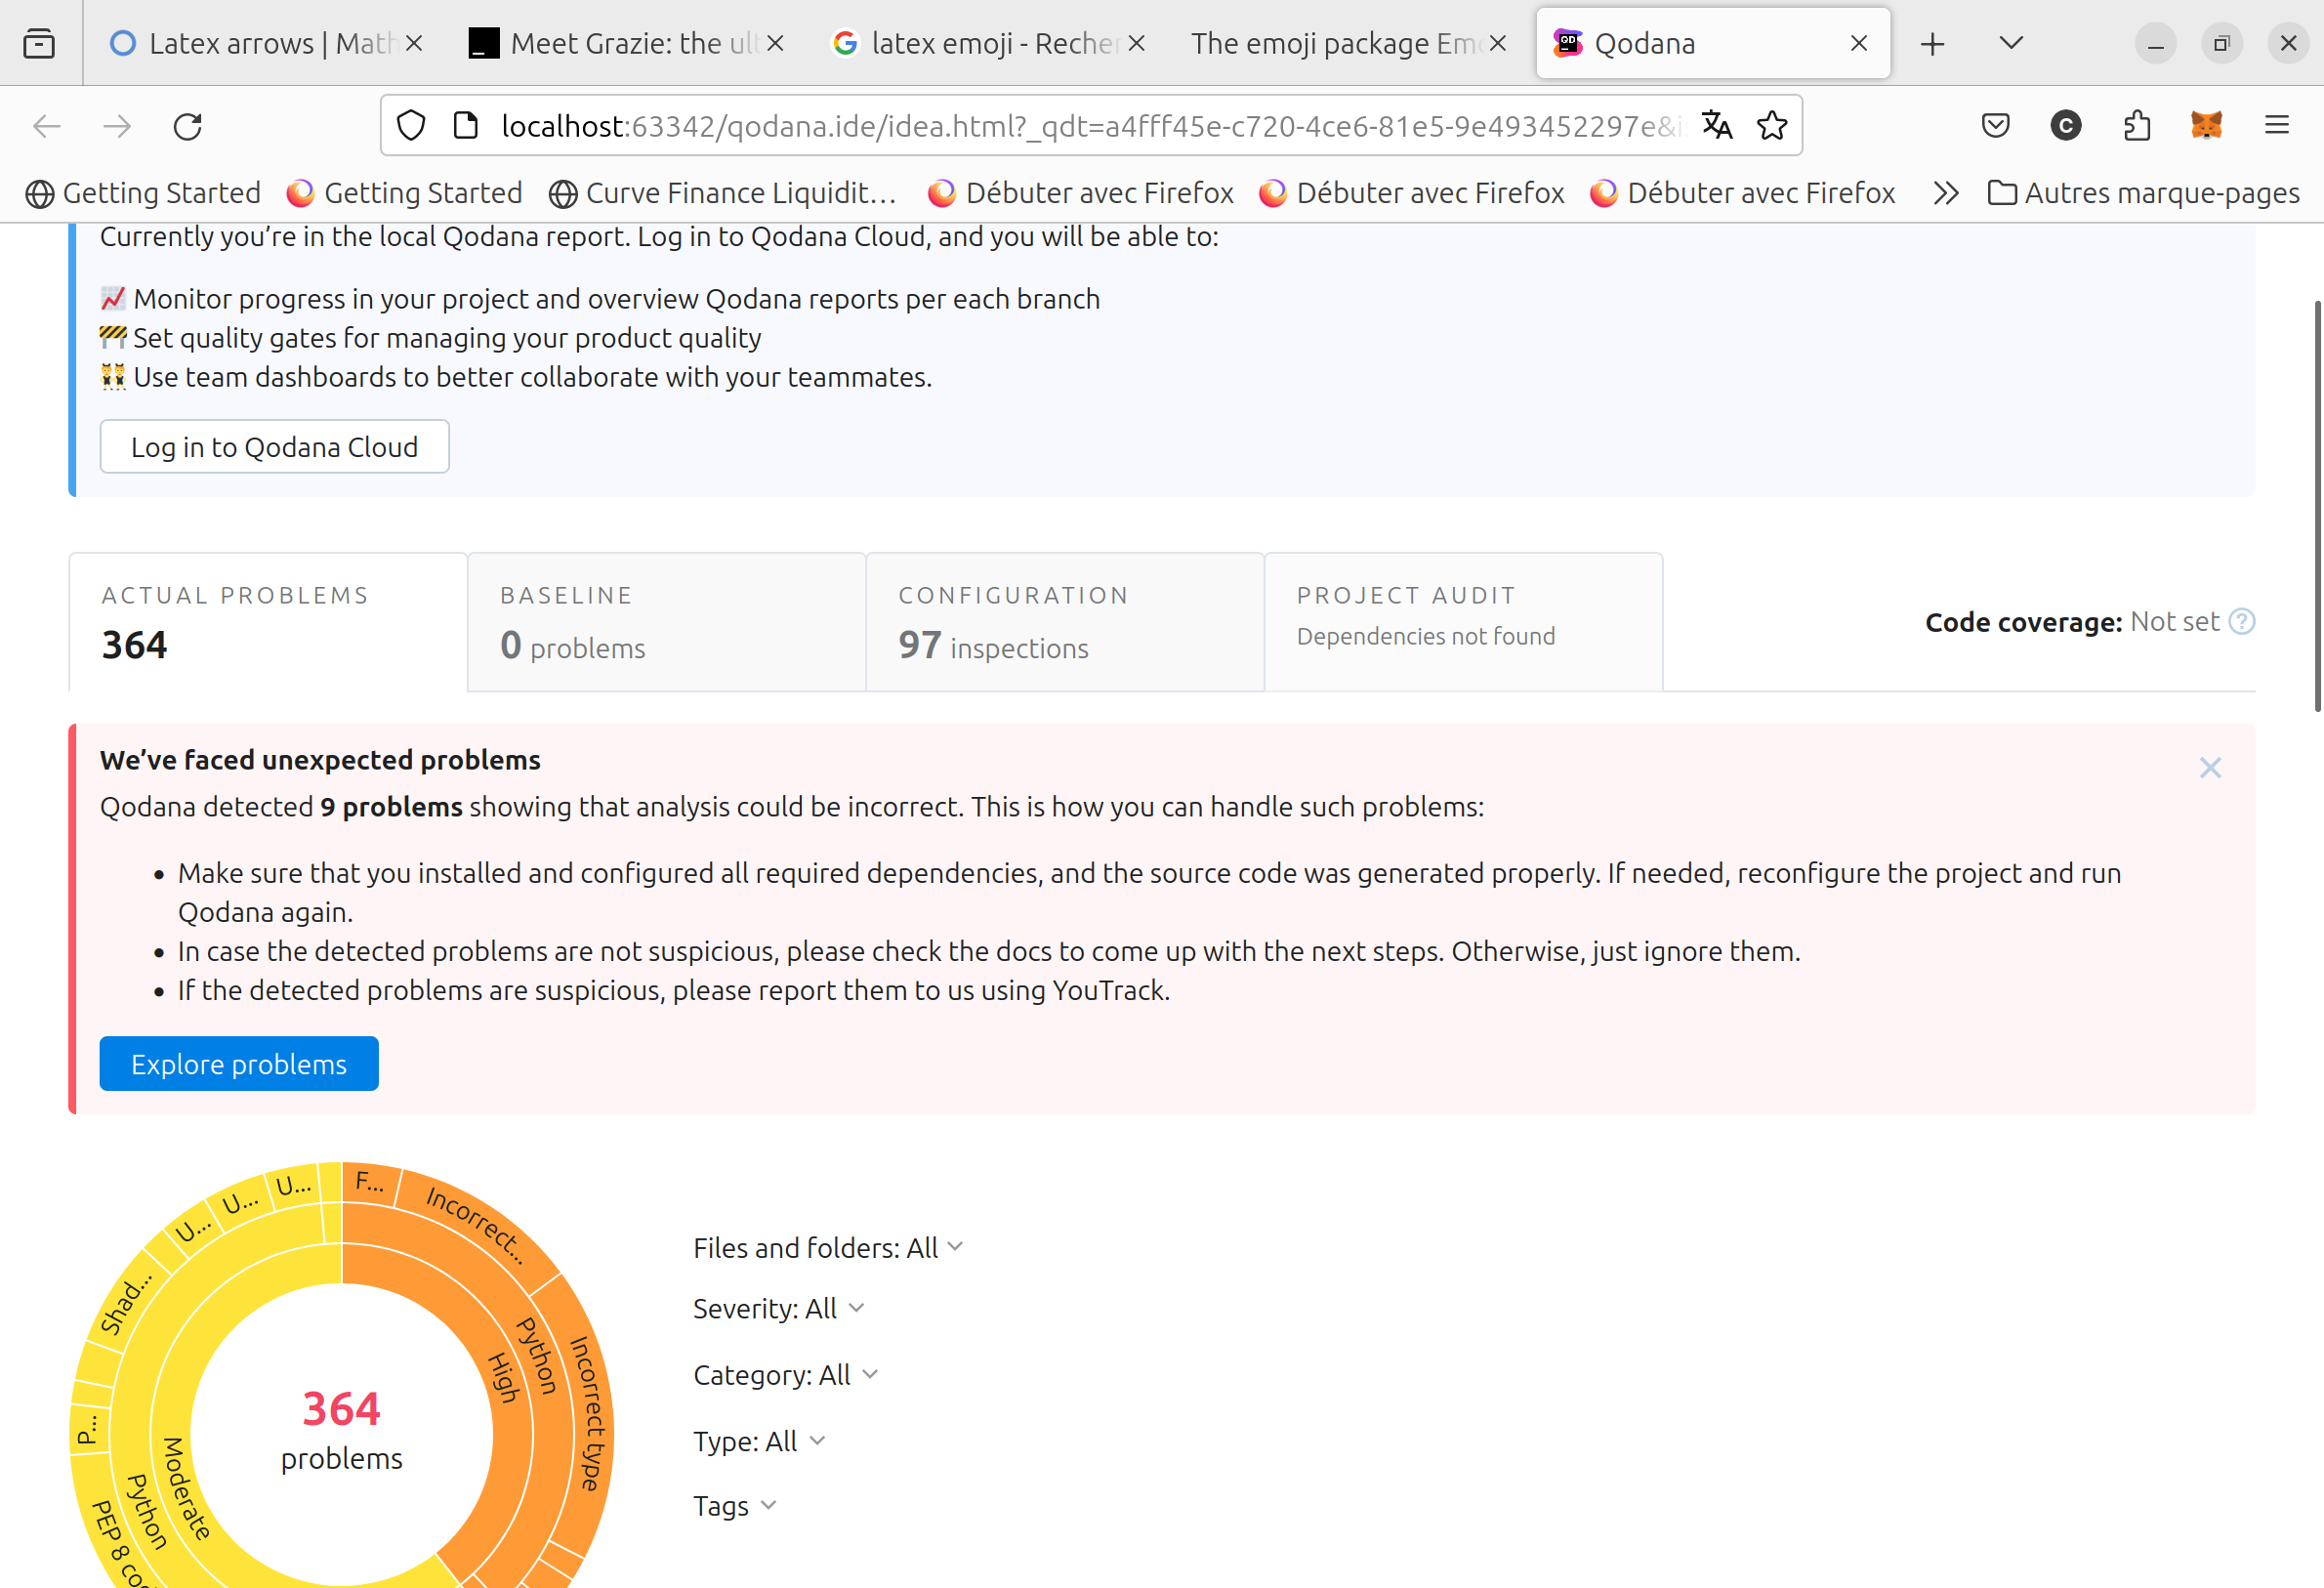 Latex arrows | Math
Meet Grazie: the ult
latex emoji - Recher
The emoji package Emo
Qodana
localhost:63342/qodana.ide/idea.html?_qdt=a4fff45e-c720-4ce6-81e5-9e493452297e&i
Getting Started
Getting Started
Curve Finance Liquidit…
Débuter avec Firefox
Débuter avec Firefox
Débuter avec Firefox
Autres marque-pages
Currently you’re in the local Qodana report. Log in to Qodana Cloud, and you will be able to:
📈 Monitor progress in your project and overview Qodana reports per each branch
🚧 Set quality gates for managing your product quality
👯 Use team dashboards to better collaborate with your teammates.
Log in to Qodana Cloud
ACTUAL PROBLEMS
364
BASELINE
0 problems
CONFIGURATION
97 inspections
PROJECT AUDIT
Dependencies not found
Code coverage: Not set ?
We’ve faced unexpected problems
Qodana detected 9 problems showing that analysis could be incorrect. This is how you can handle such problems:
• Make sure that you installed and configured all required dependencies, and the source code was generated properly. If needed, reconfigure the project and run
Qodana again.
• In case the detected problems are not suspicious, please check the docs to come up with the next steps. Otherwise, just ignore them.
• If the detected problems are suspicious, please report them to us using YouTrack.
Explore problems
F...
Incorrect...
Incorrect type
Python
High
U...
U...
U...
Shad...
P...
PEP 8 co
Python
Moderate
364
problems
Files and folders: All
Severity: All
Category: All
Type: All
Tags